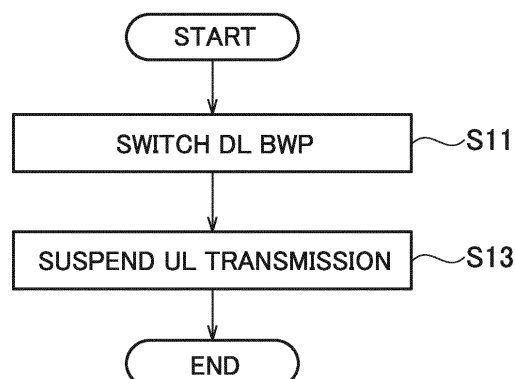 START
SWITCH DL BWP
S11
SUSPEND UL TRANSMISSION
S13
END